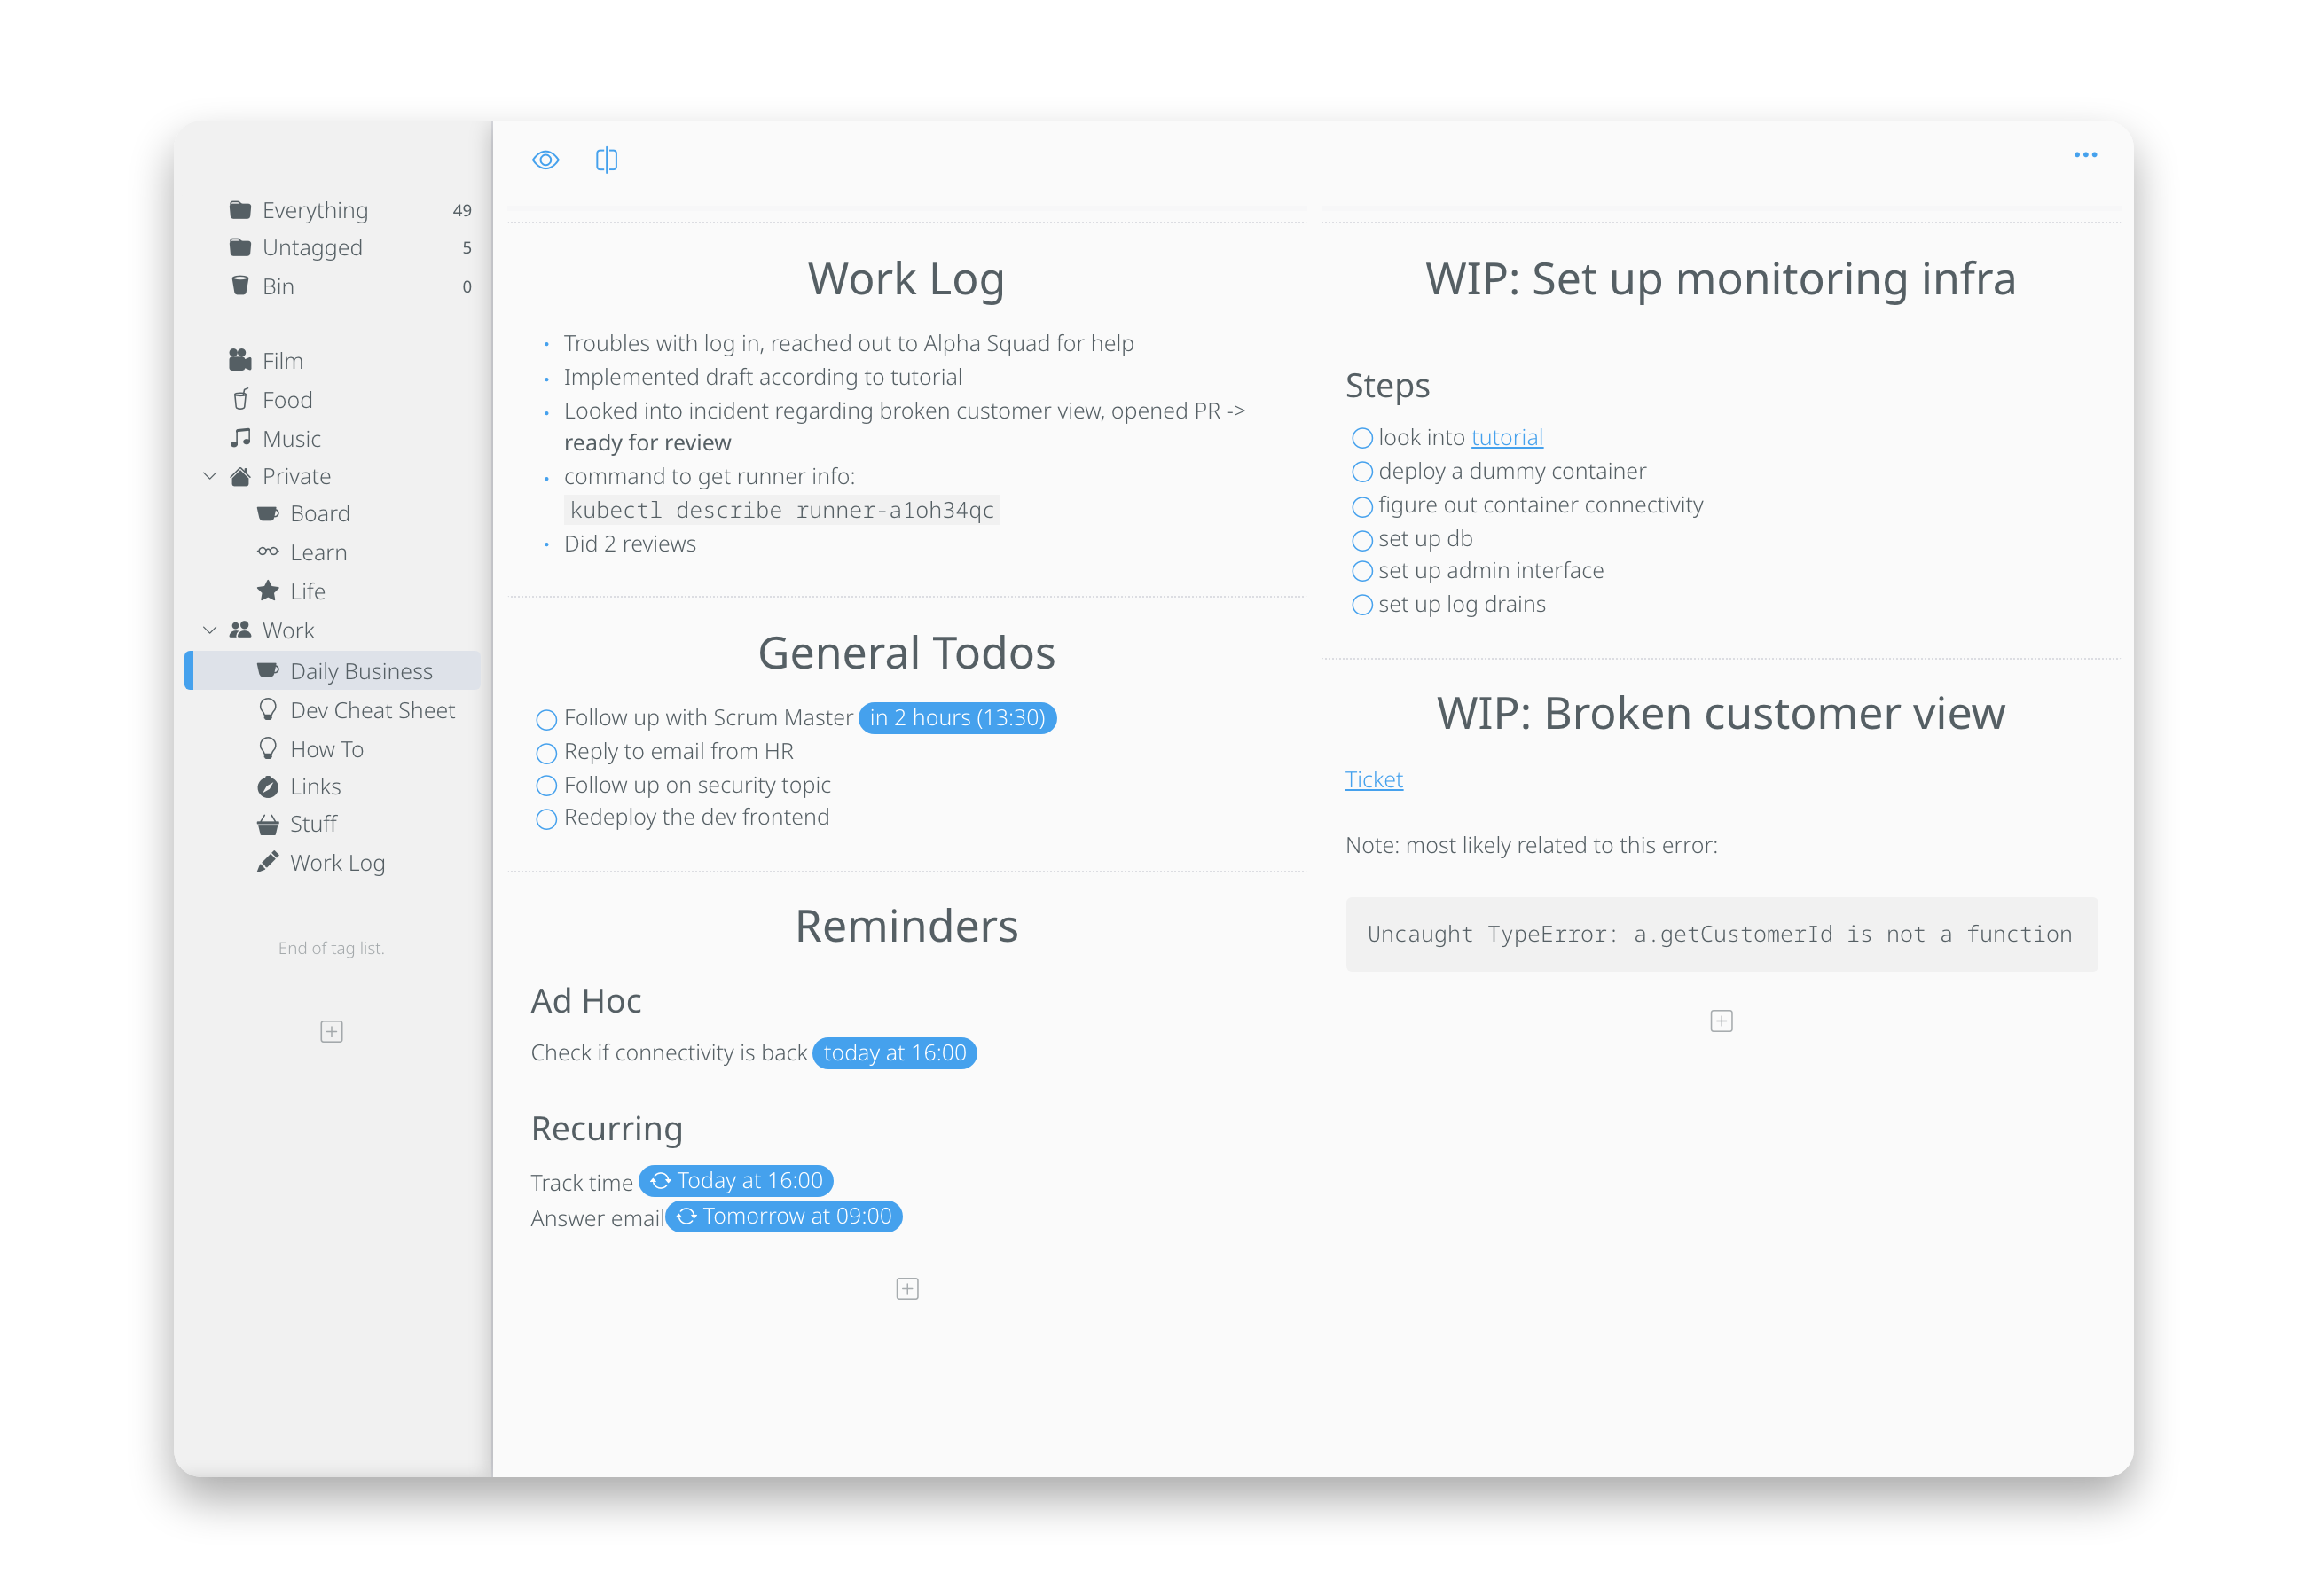 Everything 49
Untagged 5
Bin 0
Film
Food
Music
Private
Board
Learn
Life
Work
Daily Business
Dev Cheat Sheet
How To
Links
Stuff
Work Log
End of tag list.
Work Log
Troubles with log in, reached out to Alpha Squad for help
Implemented draft according to tutorial
Looked into incident regarding broken customer view, opened PR ->
ready for review
command to get runner info:
kubectl describe runner-a1oh34qc
Did 2 reviews
General Todos
Follow up with Scrum Master in 2 hours (13:30)
Reply to email from HR
Follow up on security topic
Redeploy the dev frontend
Reminders
Ad Hoc
Check if connectivity is back today at 16:00
Recurring
Track time Today at 16:00
Answer email Tomorrow at 09:00
WIP: Set up monitoring infra
Steps
look into tutorial
deploy a dummy container
figure out container connectivity
set up db
set up admin interface
set up log drains
WIP: Broken customer view
Ticket
Note: most likely related to this error:
Uncaught TypeError: a.getCustomerId is not a function